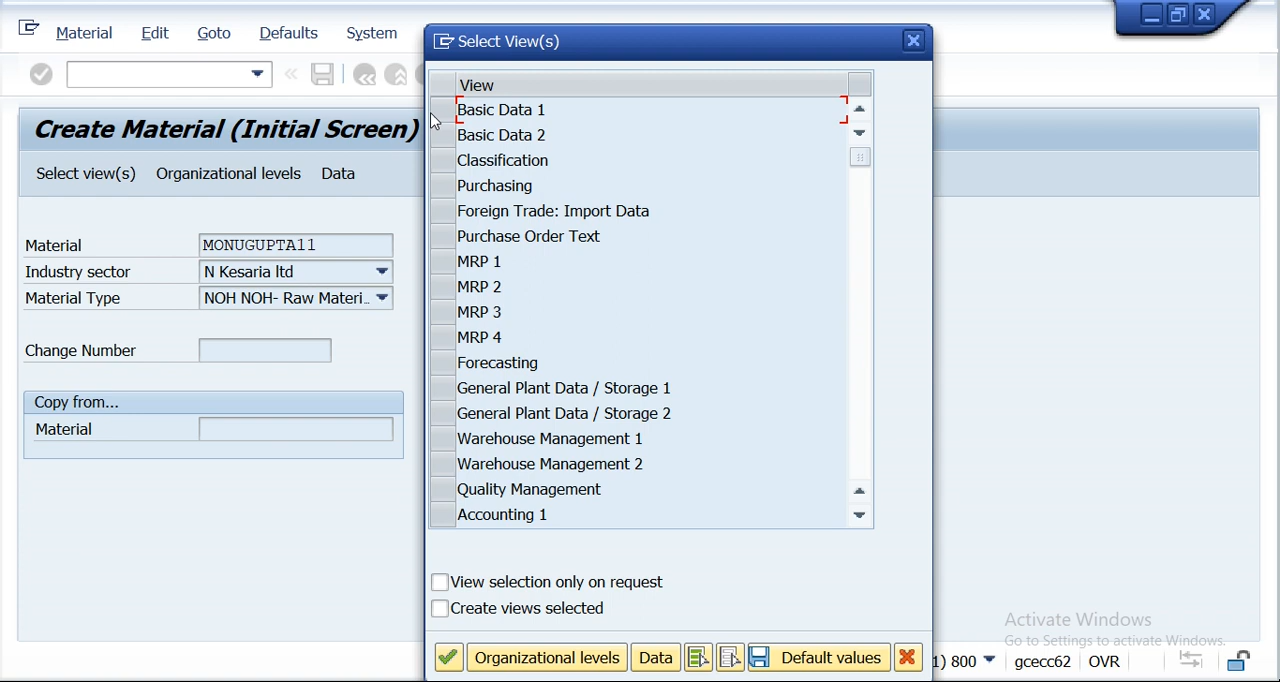 Material Edit Goto Defaults System
Select View(s)
Create Material (Initial Screen)
Select view(s) Organizational levels Data
Material MONUGUPTA11
Industry sector N Kesaria ltd
Material Type NOH NOH- Raw Materi..
Change Number
Copy from...
Material
View
Basic Data 1
Basic Data 2
Classification
Purchasing
Foreign Trade: Import Data
Purchase Order Text
MRP 1
MRP 2
MRP 3
MRP 4
Forecasting
General Plant Data / Storage 1
General Plant Data / Storage 2
Warehouse Management 1
Warehouse Management 2
Quality Management
Accounting 1
View selection only on request
Create views selected
Organizational levels Data Default values
Activate Windows
Go to Settings to activate Windows.
1) 800 gcecc62 OVR